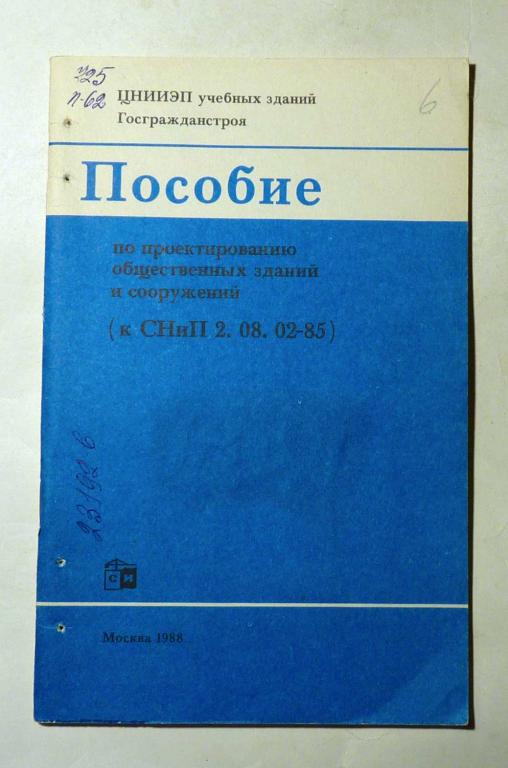 725
п-62
ЦНИИЭП учебных зданий
Госгражданстроя
6
Пособие
по проектированию
общественных зданий
и сооружений
(к СНиП 2. 08. 02-85)
С И
Москва 1988